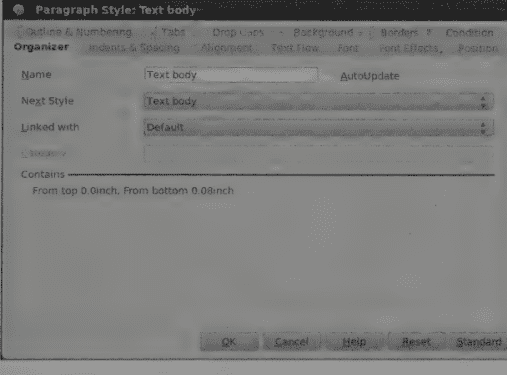 Paragraph Style: Text body
Outline & Numbering Tabs Drop Caps Background Borders Condition
Organizer Indents & Spacing Alignment Text Flow Font Font Effects Position
Name Text body AutoUpdate
Next Style Text body
Linked with Default
Contains
From top 0.0inch, From bottom 0.08inch
OK Cancel Help Reset Standard